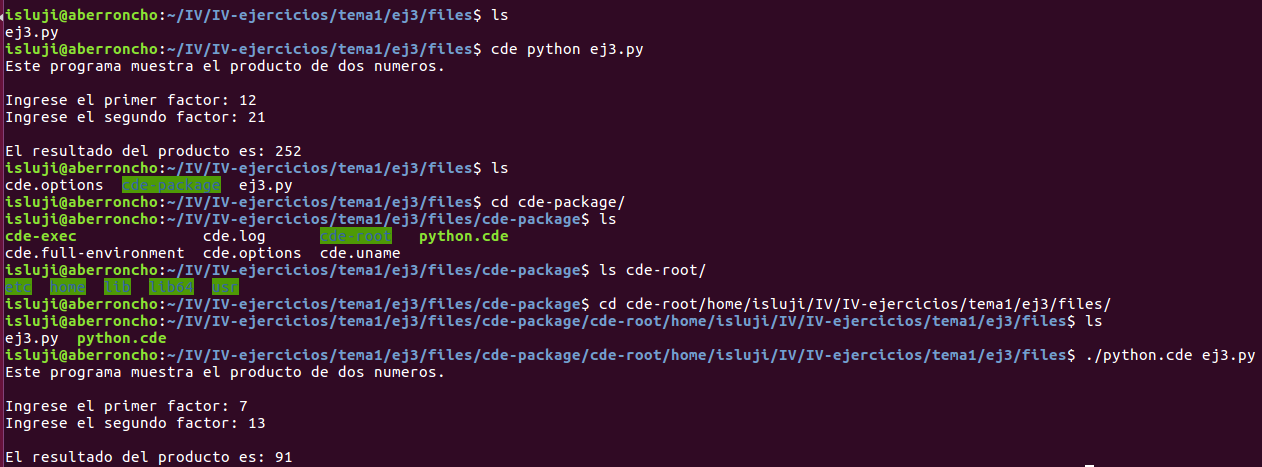 isluji@aberroncho:~/IV/IV-ejercicios/tema1/ej3/files$ ls
ej3.py
isluji@aberroncho:~/IV/IV-ejercicios/tema1/ej3/files$ cde python ej3.py
Este programa muestra el producto de dos numeros.

Ingrese el primer factor: 12
Ingrese el segundo factor: 21

El resultado del producto es: 252
isluji@aberroncho:~/IV/IV-ejercicios/tema1/ej3/files$ ls
cde.options  cde-package  ej3.py
isluji@aberroncho:~/IV/IV-ejercicios/tema1/ej3/files$ cd cde-package/
isluji@aberroncho:~/IV/IV-ejercicios/tema1/ej3/files/cde-package$ ls
cde-exec              cde.log      cde-root   python.cde
cde.full-environment  cde.options  cde.uname
isluji@aberroncho:~/IV/IV-ejercicios/tema1/ej3/files/cde-package$ ls cde-root/
etc  home  lib  lib64  usr
isluji@aberroncho:~/IV/IV-ejercicios/tema1/ej3/files/cde-package$ cd cde-root/home/isluji/IV/IV-ejercicios/tema1/ej3/files/
isluji@aberroncho:~/IV/IV-ejercicios/tema1/ej3/files/cde-package/cde-root/home/isluji/IV/IV-ejercicios/tema1/ej3/files$ ls
ej3.py  python.cde
isluji@aberroncho:~/IV/IV-ejercicios/tema1/ej3/files/cde-package/cde-root/home/isluji/IV/IV-ejercicios/tema1/ej3/files$ ./python.cde ej3.py
Este programa muestra el producto de dos numeros.

Ingrese el primer factor: 7
Ingrese el segundo factor: 13

El resultado del producto es: 91